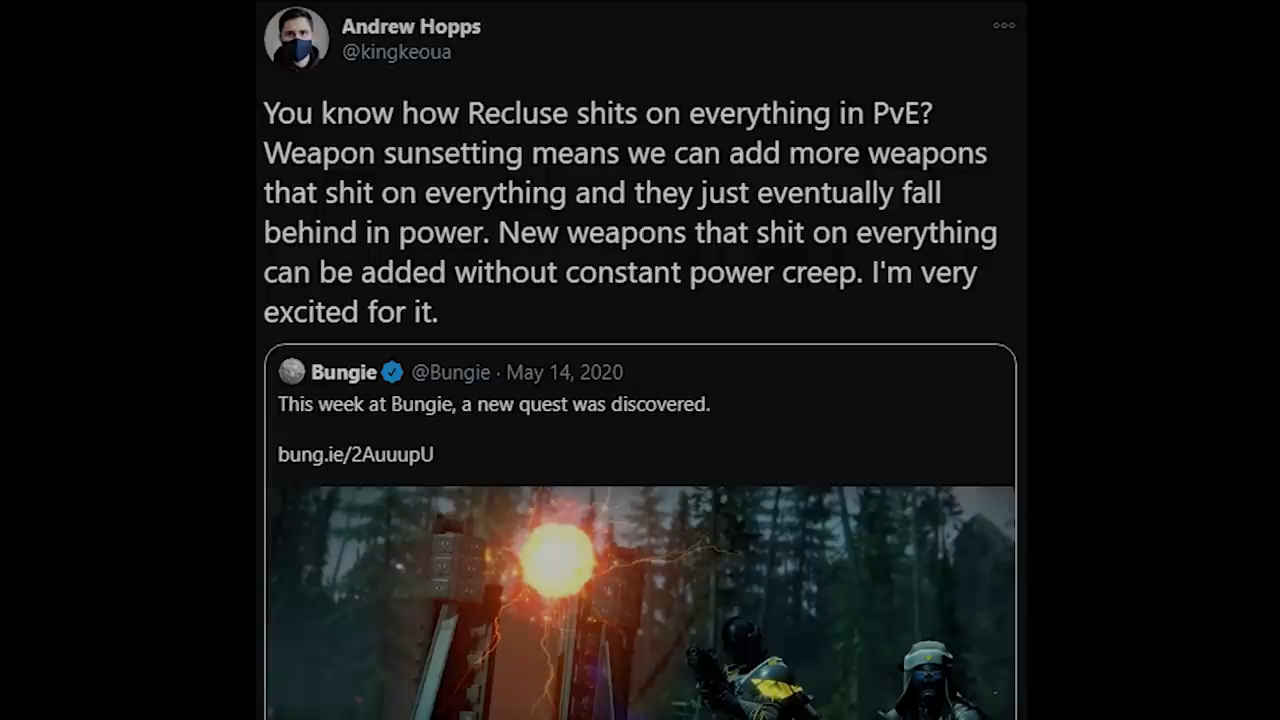 Andrew Hopps
@kingkeoua
You know how Recluse shits on everything in PvE?
Weapon sunsetting means we can add more weapons
that shit on everything and they just eventually fall
behind in power. New weapons that shit on everything
can be added without constant power creep. I'm very
excited for it.
Bungie @Bungie · May 14, 2020
This week at Bungie, a new quest was discovered.
bung.ie/2AuuupU